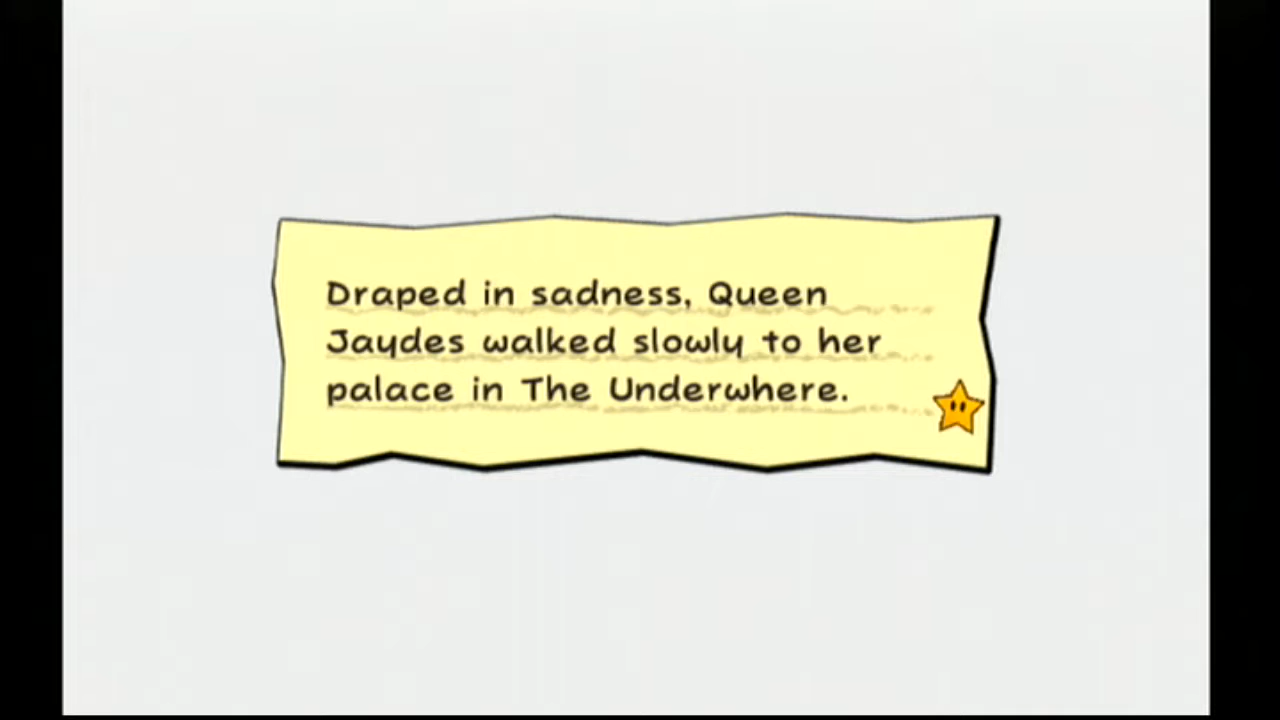 Draped in sadness, Queen
Jaydes walked slowly to her
palace in The Underwhere.